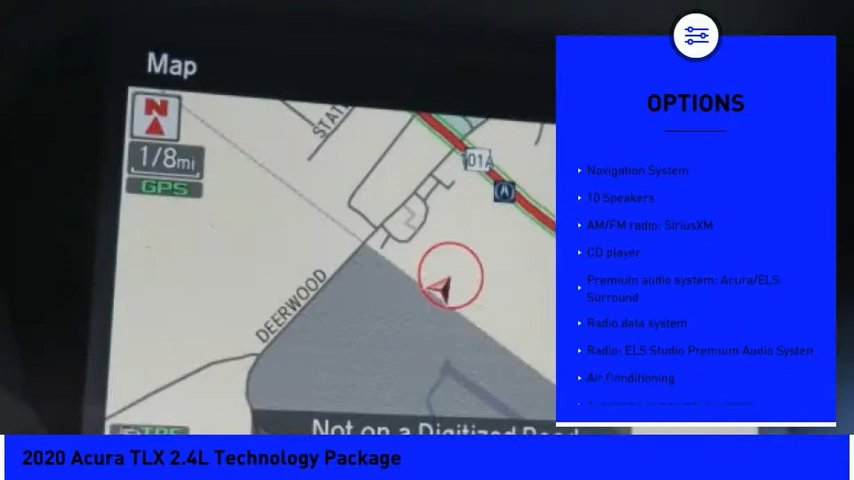 Map
N
1/8mi
GPS
101A
DEERWOOD
Not on a Digitized Road
OPTIONS
Navigation System
10 Speakers
AM/FM radio: SiriusXM
CD player
Premium audio system: Acura/ELS
Surround
Radio data system
Radio: ELS Studio Premium Audio System
Air Conditioning
2020 Acura TLX 2.4L Technology Package